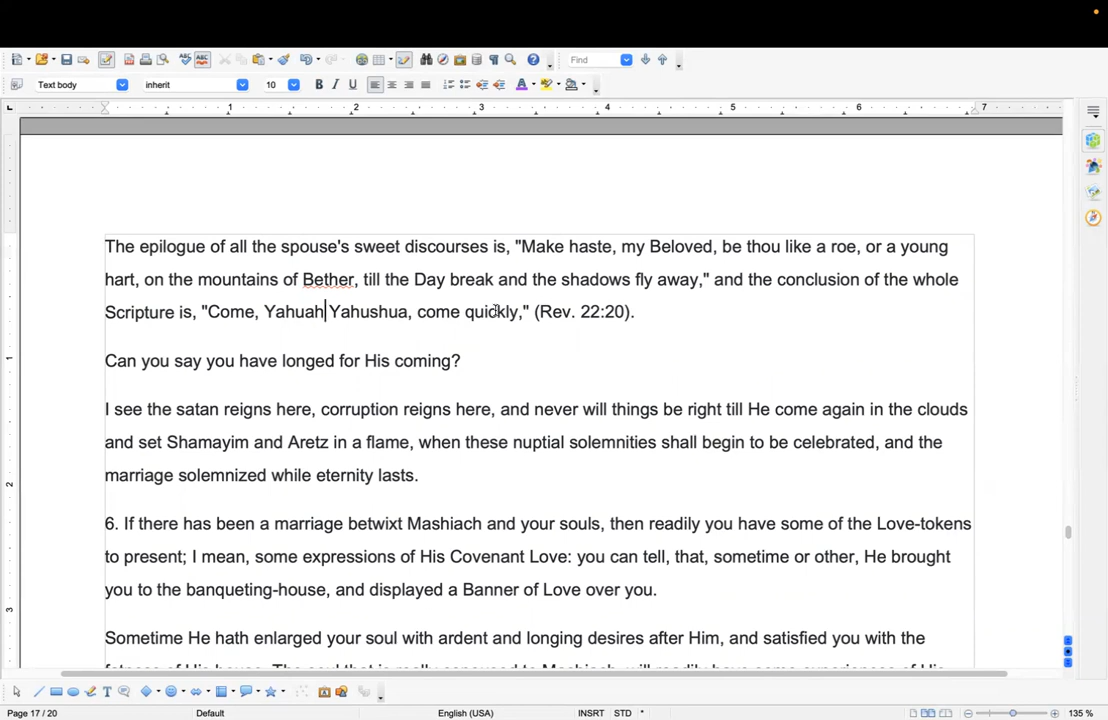 Text body
inherit
10
B I U
Find
1 2 3 4 5 6 7
The epilogue of all the spouse's sweet discourses is, "Make haste, my Beloved, be thou like a roe, or a young
hart, on the mountains of Bether, till the Day break and the shadows fly away," and the conclusion of the whole
Scripture is, "Come, Yahuah Yahushua, come quickly," (Rev. 22:20).
Can you say you have longed for His coming?
I see the satan reigns here, corruption reigns here, and never will things be right till He come again in the clouds
and set Shamayim and Aretz in a flame, when these nuptial solemnities shall begin to be celebrated, and the
marriage solemnized while eternity lasts.
6. If there has been a marriage betwixt Mashiach and your souls, then readily you have some of the Love-tokens
to present; I mean, some expressions of His Covenant Love: you can tell, that, sometime or other, He brought
you to the banqueting-house, and displayed a Banner of Love over you.
Sometime He hath enlarged your soul with ardent and longing desires after Him, and satisfied you with the
Page 17 / 20
Default
English (USA)
INSRT
STD
135 %